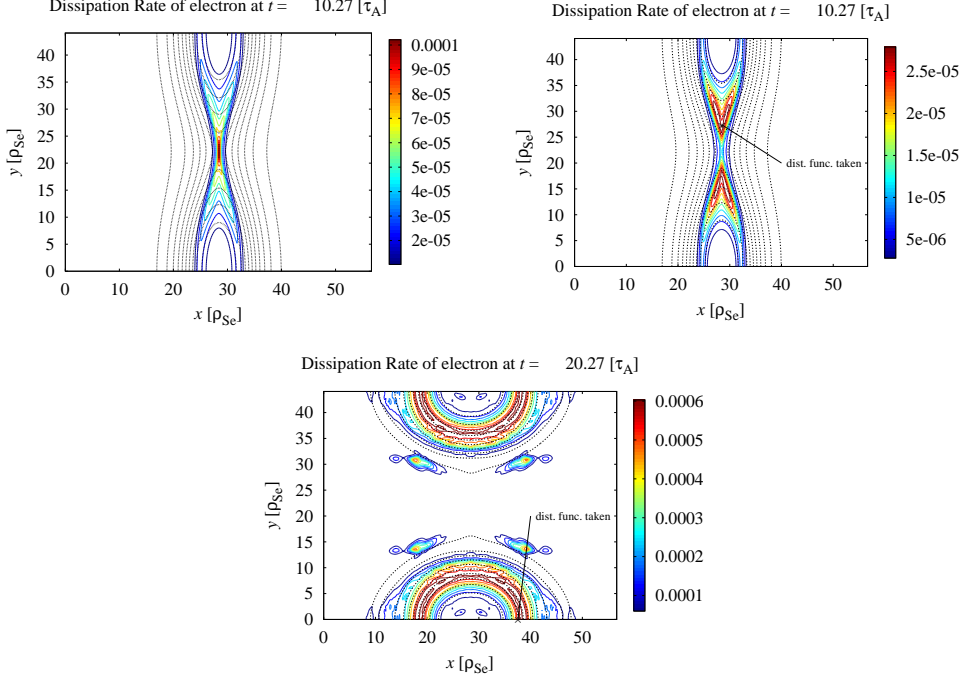 Dissipation Rate of electron at t = 10.27 [τA]
45
40
35
30
25
20
15
10
5
0
y [ρSe]
0 10 20 30 40 50
x [ρSe]
0.0001
9e-05
8e-05
7e-05
6e-05
5e-05
4e-05
3e-05
2e-05
Dissipation Rate of electron at t = 10.27 [τA]
40
35
30
25
20
15
10
5
0
y [ρSe]
dist. func. taken
0 10 20 30 40 50
x [ρSe]
2.5e-05
2e-05
1.5e-05
1e-05
5e-06
Dissipation Rate of electron at t = 20.27 [τA]
40
35
30
25
20
15
10
5
0
y [ρSe]
dist. func. taken
0 10 20 30 40 50
x [ρSe]
0.0006
0.0005
0.0004
0.0003
0.0002
0.0001